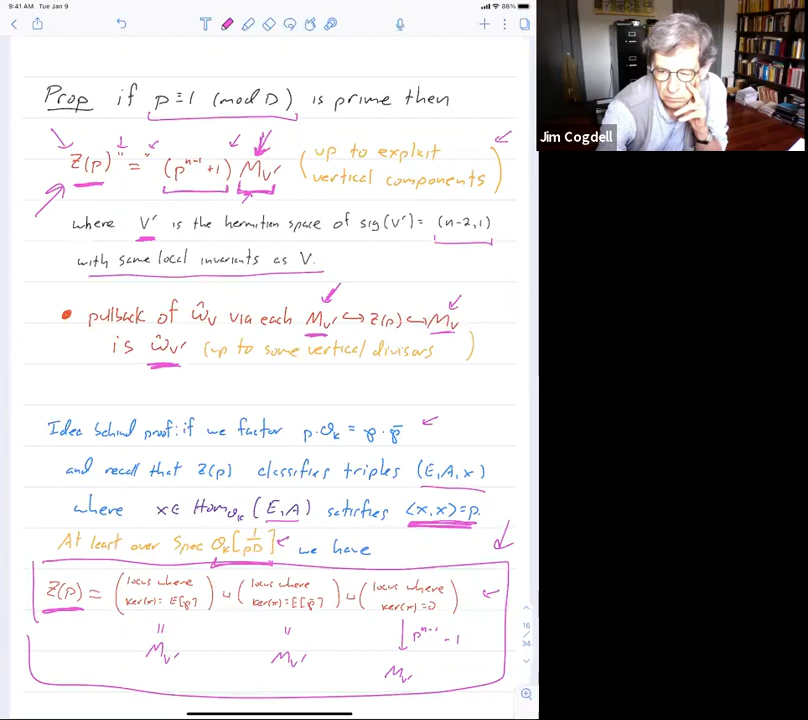 9:41 AM Tue Jan 9
88%
Jim Cogdell
Prop if p≡1 (mod D) is prime then
Z(p) "=" (p^{n-1}+1) M_{V'} (up to explicit
vertical components)
where V' is the hermitian space of sig(V') = (n-2,1)
with same local invariants as V.
• pullback of ω̂_V via each M_{V'} ↪ Z(p) ↪ M_V
is ω̂_{V'} (up to some vertical divisors)
Idea behind proof: if we factor p·O_k = 𝔭·𝔭̄
and recall that Z(p) classifies triples (E,A,x)
where x∈ Hom_{O_k}(E,A) satisfies ⟨x,x⟩=p.
At least over Spec O_k[1/pD] we have
Z(p) = (locus where ker(x)=E[𝔭]) ⊔ (locus where ker(x)=E[𝔭̄]) ⊔ (locus where ker(x)=0)
= = ↓ p^{n-1} - 1
M_{V'} M_{V'} M_{V'}
16
/
34